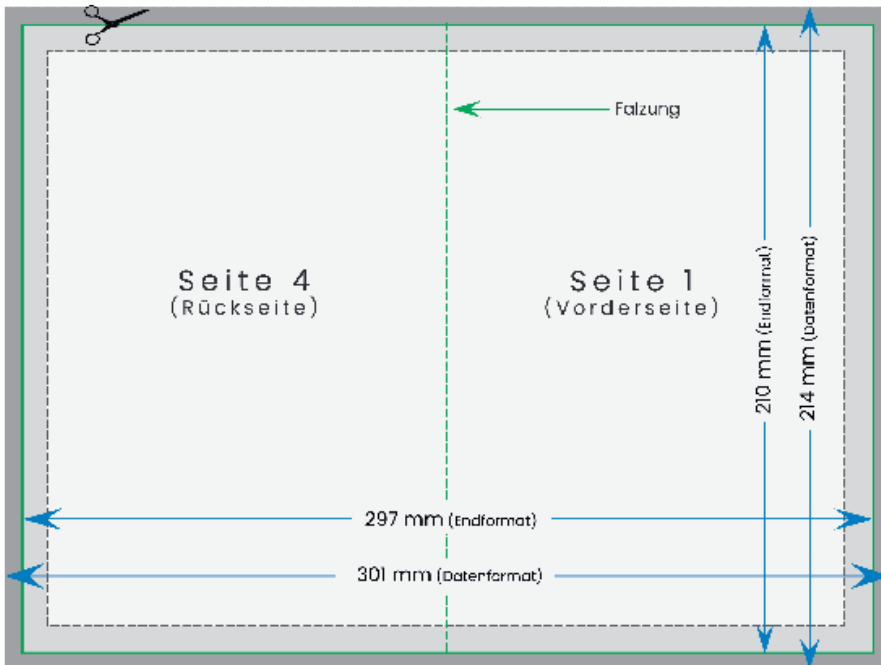 Falzung
Seite 4
(Rückseite)
Seite 1
(Vorderseite)
210 mm (Endformat)
214 mm (Datenformat)
297 mm (Endformat)
301 mm (Datenformat)